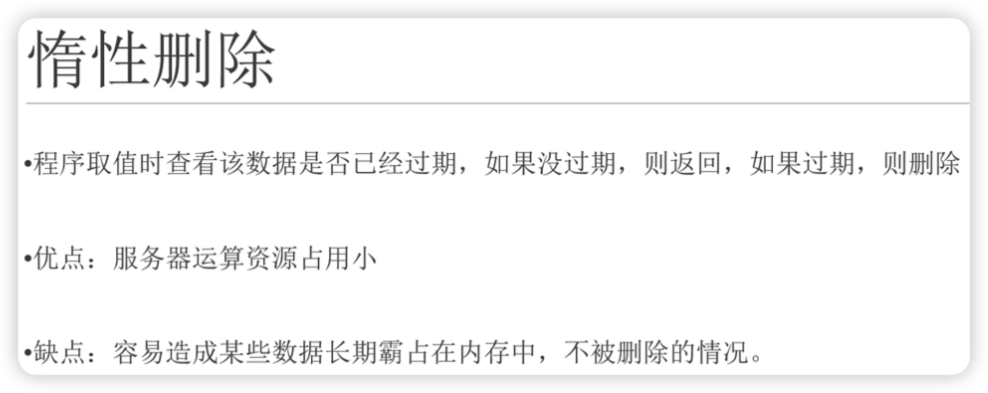 惰性删除
•程序取值时查看该数据是否已经过期，如果没过期，则返回，如果过期，则删除
•优点：服务器运算资源占用小
•缺点：容易造成某些数据长期霸占在内存中，不被删除的情况。